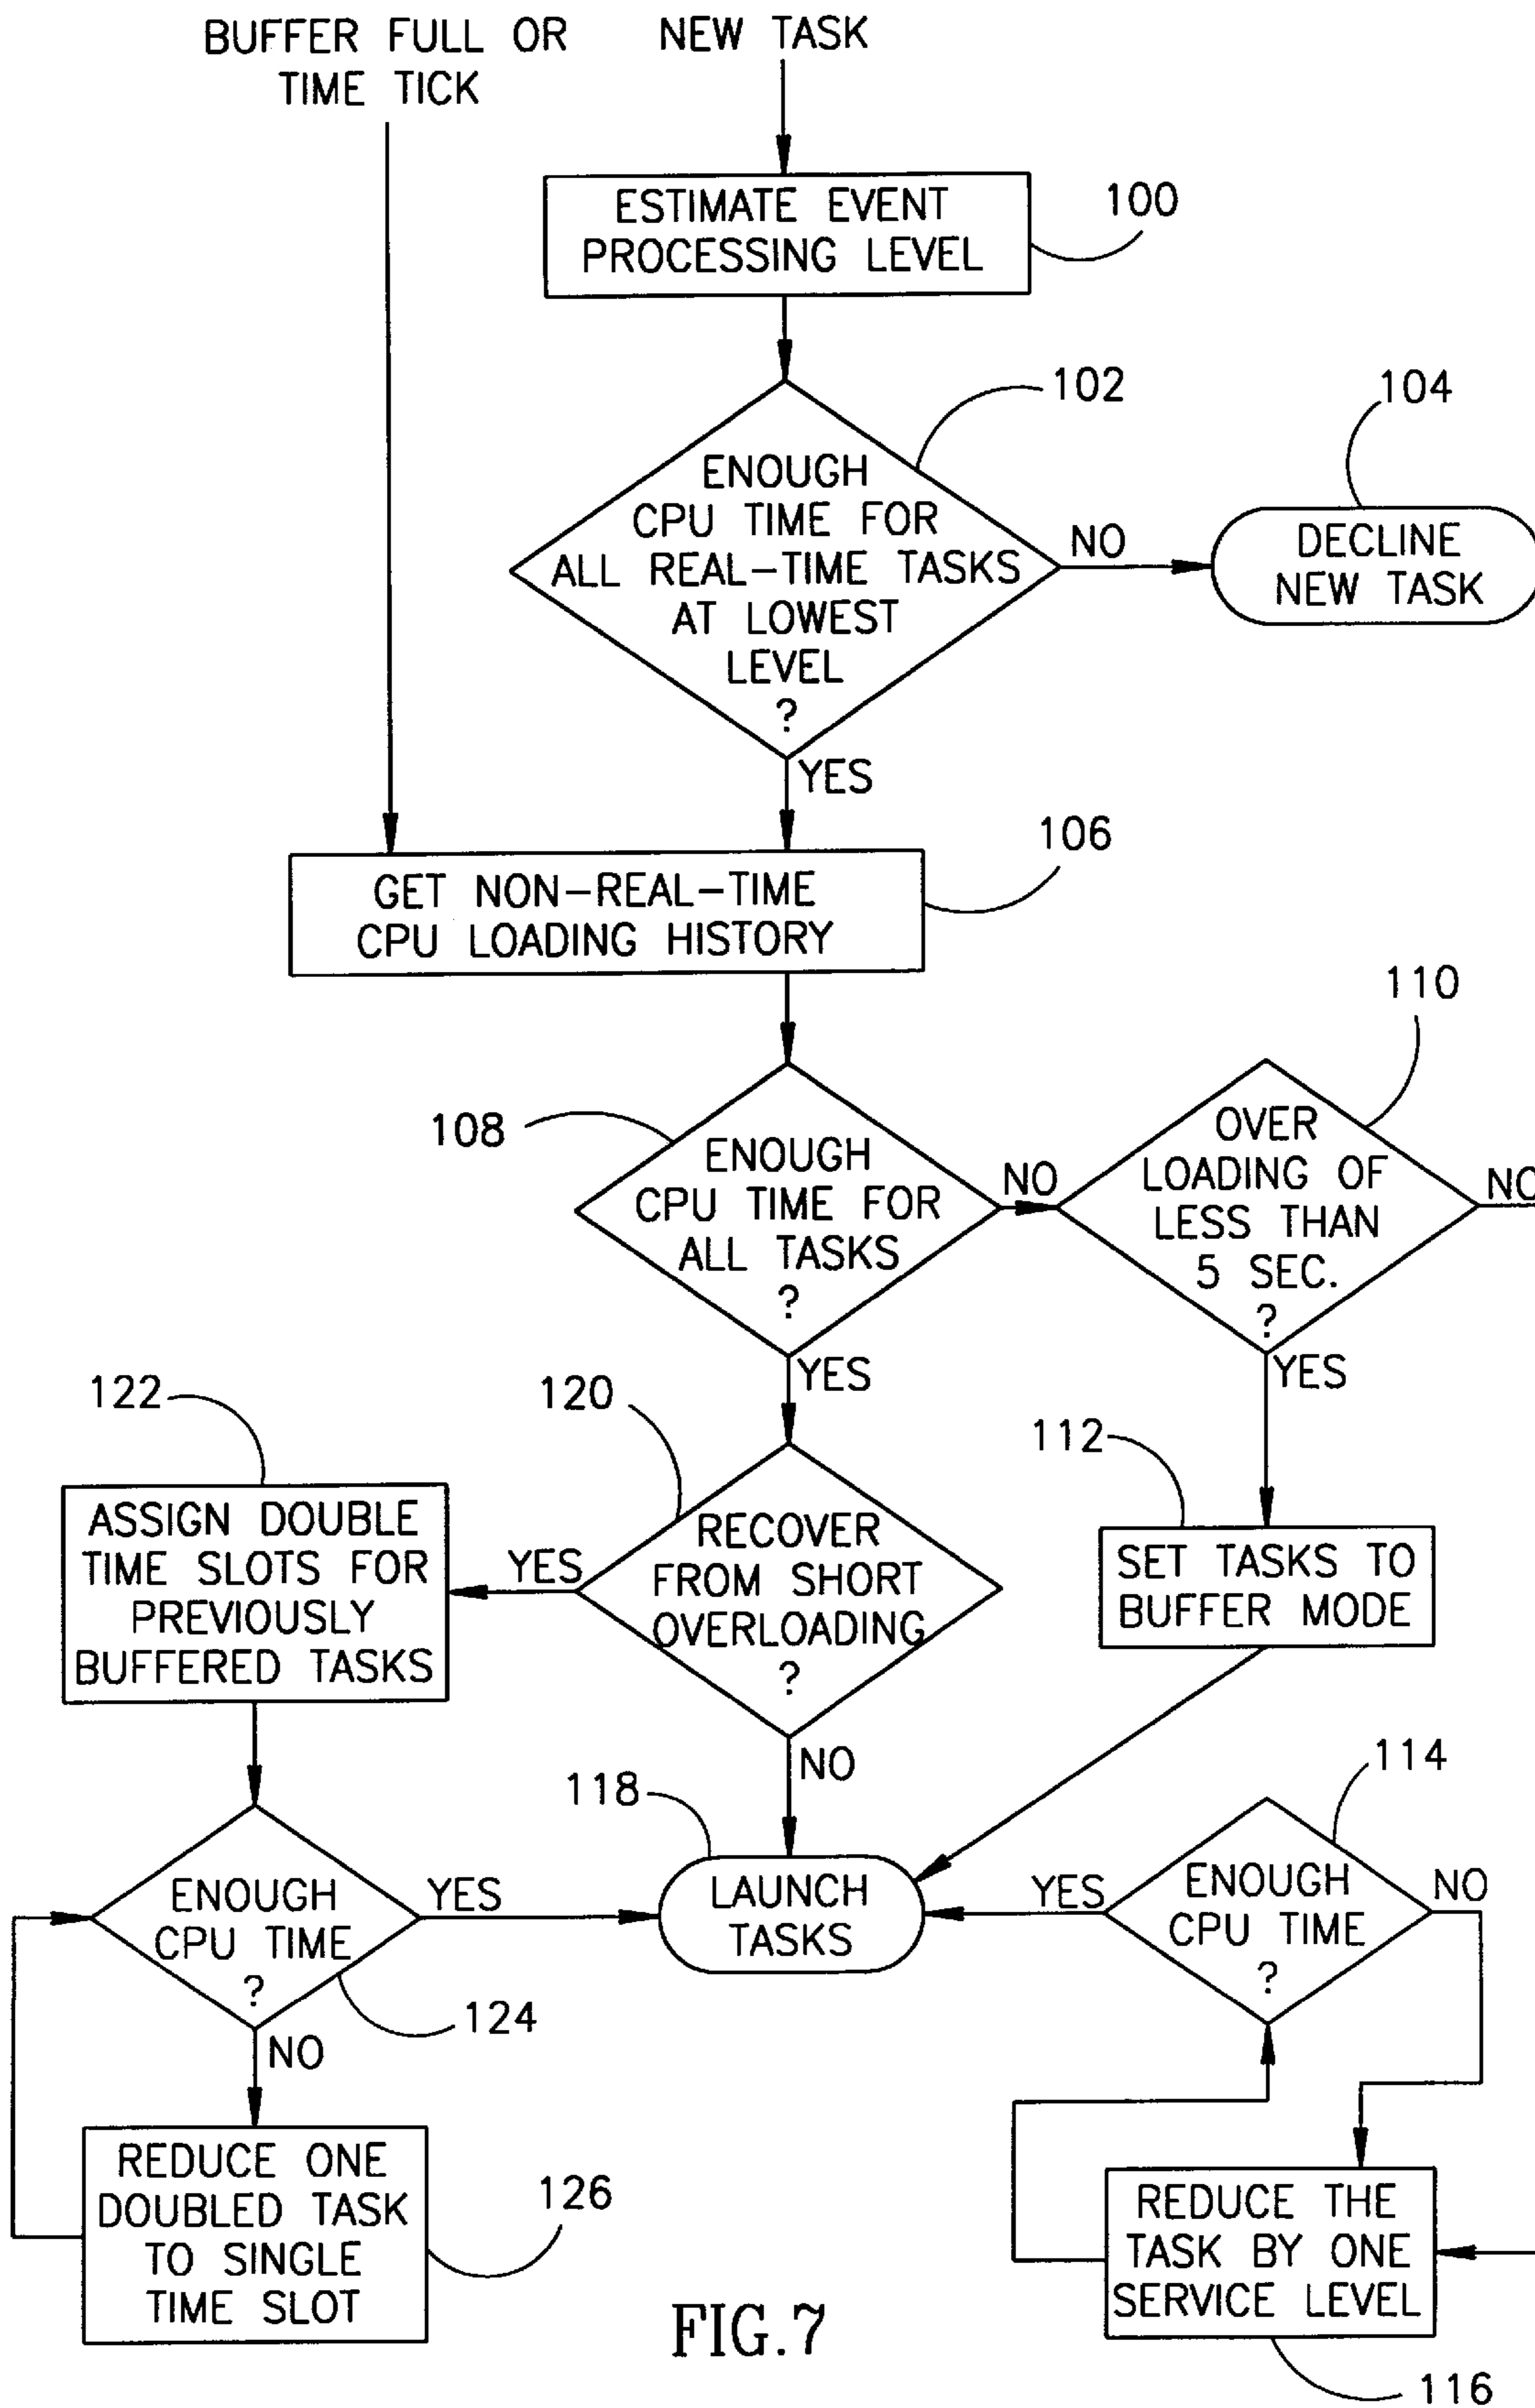 BUFFER FULL OR
TIME TICK
NEW TASK
ESTIMATE EVENT
PROCESSING LEVEL
100
102
ENOUGH
CPU TIME FOR
ALL REAL-TIME TASKS
AT LOWEST
LEVEL
?
NO
104
DECLINE
NEW TASK
YES
106
GET NON-REAL-TIME
CPU LOADING HISTORY
108
ENOUGH
CPU TIME FOR
ALL TASKS
?
NO
110
OVER
LOADING OF
LESS THAN
5 SEC.
?
NO
YES
YES
122
ASSIGN DOUBLE
TIME SLOTS FOR
PREVIOUSLY
BUFFERED TASKS
YES
120
RECOVER
FROM SHORT
OVERLOADING
?
NO
112
SET TASKS TO
BUFFER MODE
118
LAUNCH
TASKS
114
ENOUGH
CPU TIME
?
YES
NO
ENOUGH
CPU TIME
?
YES
124
NO
REDUCE ONE
DOUBLED TASK
TO SINGLE
TIME SLOT
126
REDUCE THE
TASK BY ONE
SERVICE LEVEL
116
FIG.7